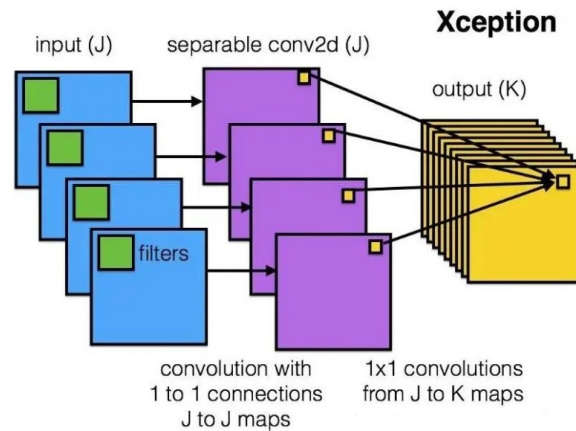 Xception
input (J)
separable conv2d (J)
output (K)
filters
convolution with
1 to 1 connections
J to J maps
1x1 convolutions
from J to K maps